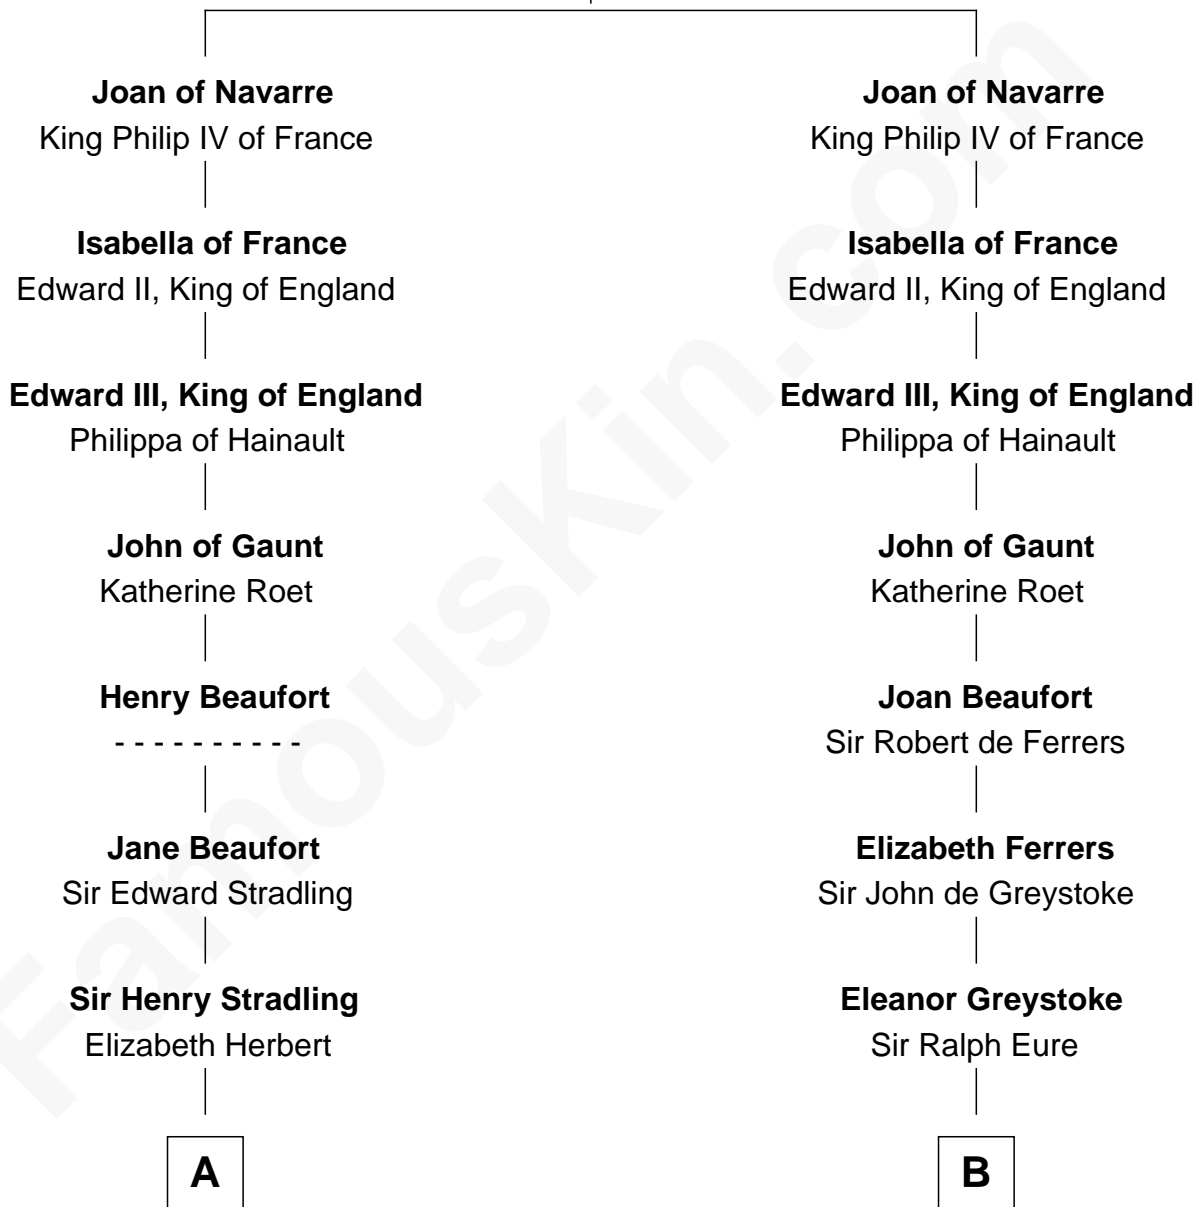 Joan of Navarre
King Philip IV of France
Isabella of France
Edward II, King of England
Edward III, King of England
Philippa of Hainault
John of Gaunt
Katherine Roet
Henry Beaufort
- - - - - - - - - -
Jane Beaufort
Sir Edward Stradling
Sir Henry Stradling
Elizabeth Herbert
A
Joan of Navarre
King Philip IV of France
Isabella of France
Edward II, King of England
Edward III, King of England
Philippa of Hainault
John of Gaunt
Katherine Roet
Joan Beaufort
Sir Robert de Ferrers
Elizabeth Ferrers
Sir John de Greystoke
Eleanor Greystoke
Sir Ralph Eure
B
FamousKin.com